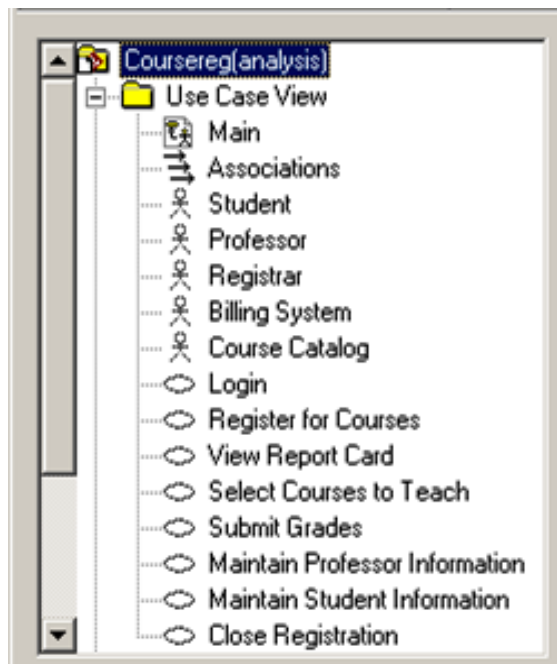 Coursereg(analysis)
Use Case View
Main
Associations
Student
Professor
Registrar
Billing System
Course Catalog
Login
Register for Courses
View Report Card
Select Courses to Teach
Submit Grades
Maintain Professor Information
Maintain Student Information
Close Registration